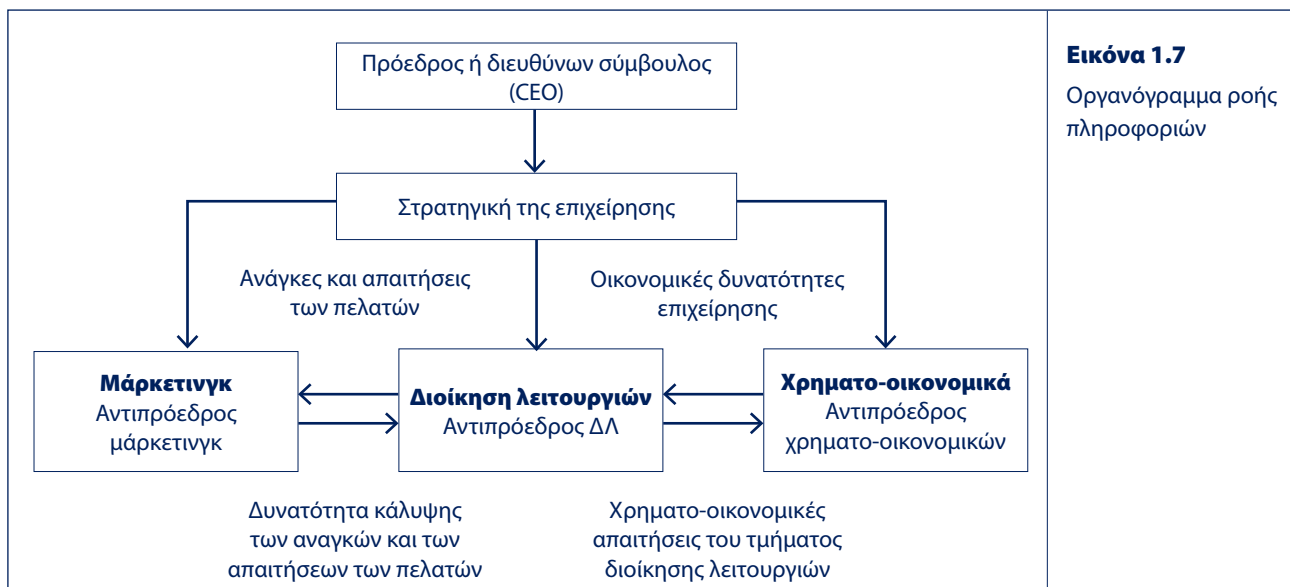 Πρόεδρος ή διευθύνων σύμβουλος
(CEO)
Στρατηγική της επιχείρησης
Ανάγκες και απαιτήσεις
των πελατών
Οικονομικές δυνατότητες
επιχείρησης
Μάρκετινγκ
Αντιπρόεδρος
μάρκετινγκ
Διοίκηση λειτουργιών
Αντιπρόεδρος ΔΛ
Χρηματο-οικονομικά
Αντιπρόεδρος
χρηματο-οικονομικών
Δυνατότητα κάλυψης
των αναγκών και των
απαιτήσεων των πελατών
Χρηματο-οικονομικές
απαιτήσεις του τμήματος
διοίκησης λειτουργιών
Εικόνα 1.7
Οργανόγραμμα ροής
πληροφοριών